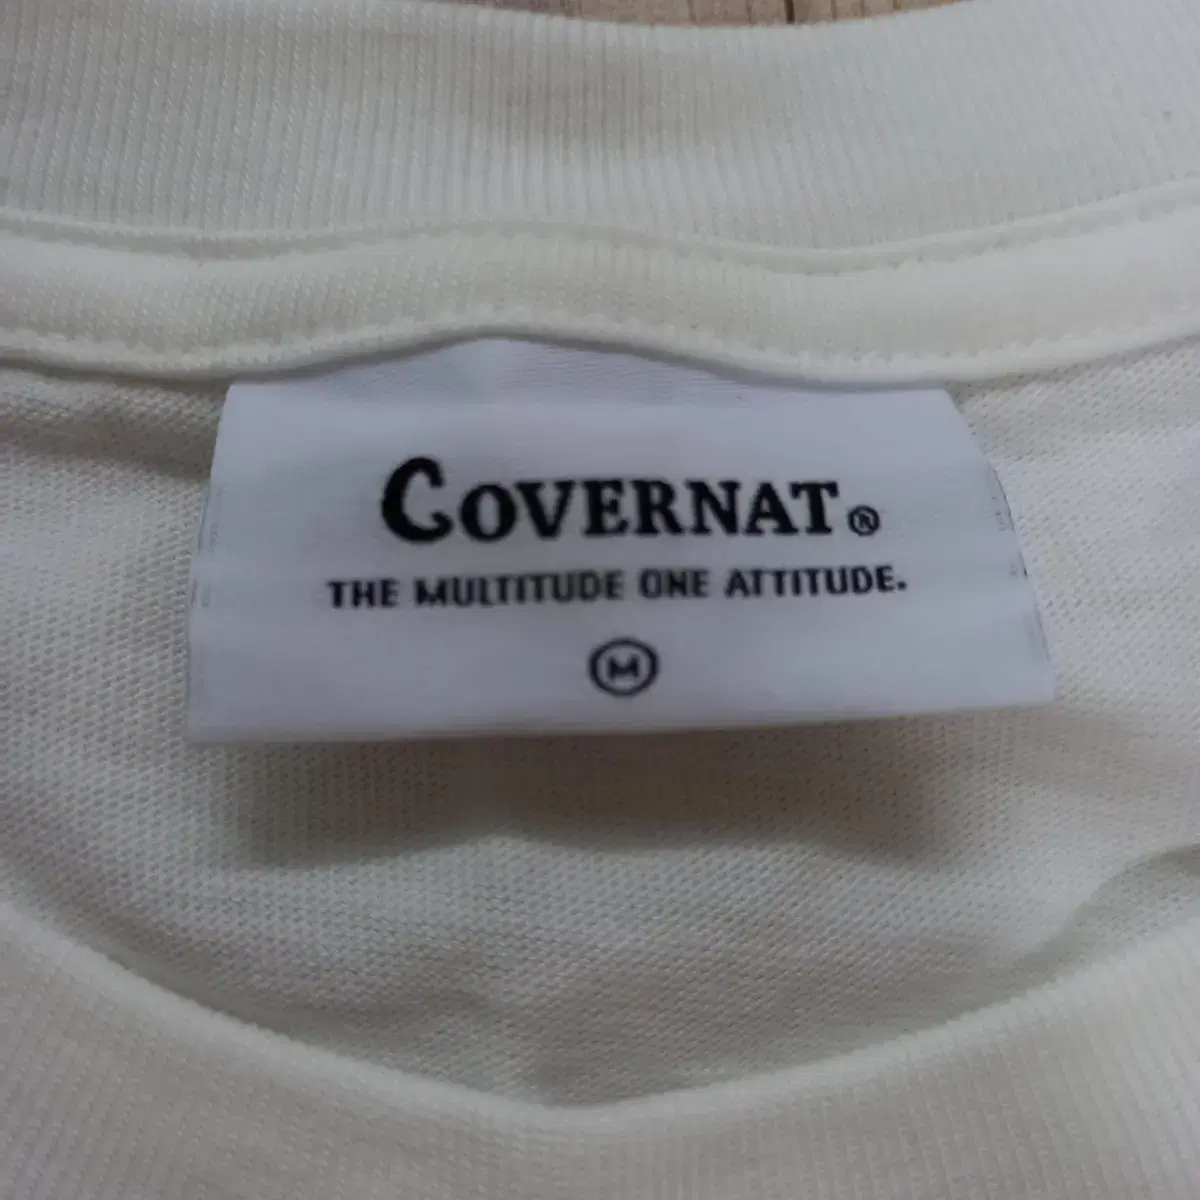 COVERNAT®
THE MULTITUDE ONE ATTITUDE.
M